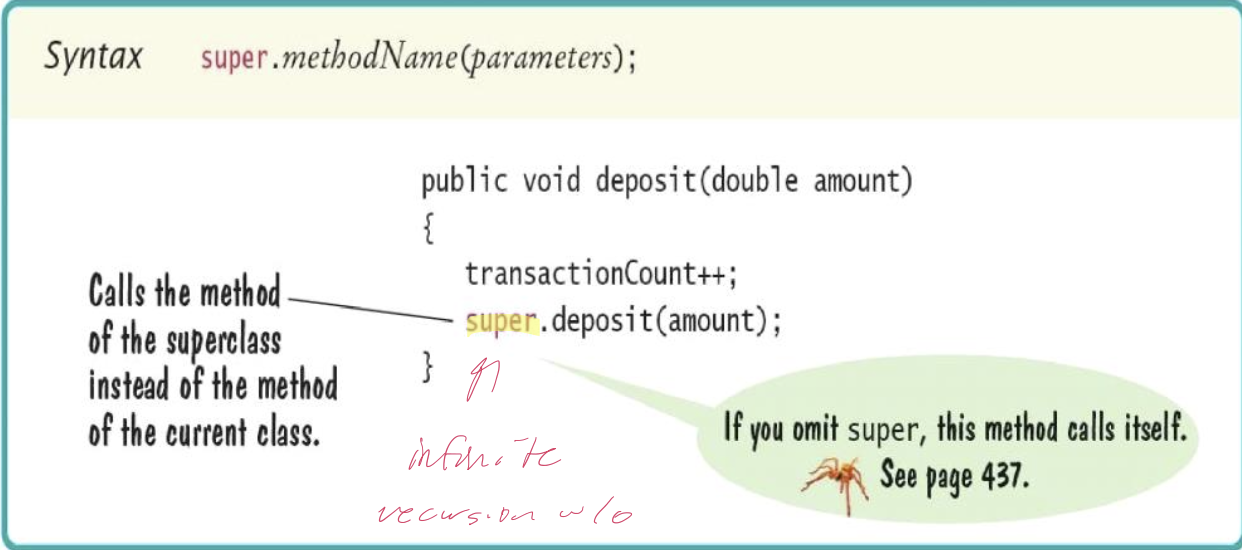 Syntax super.methodName(parameters);
public void deposit(double amount)
{
transactionCount++;
super.deposit(amount);
}
Calls the method
of the superclass
instead of the method
of the current class.
infinite
recursion w/o
If you omit super, this method calls itself.
See page 437.